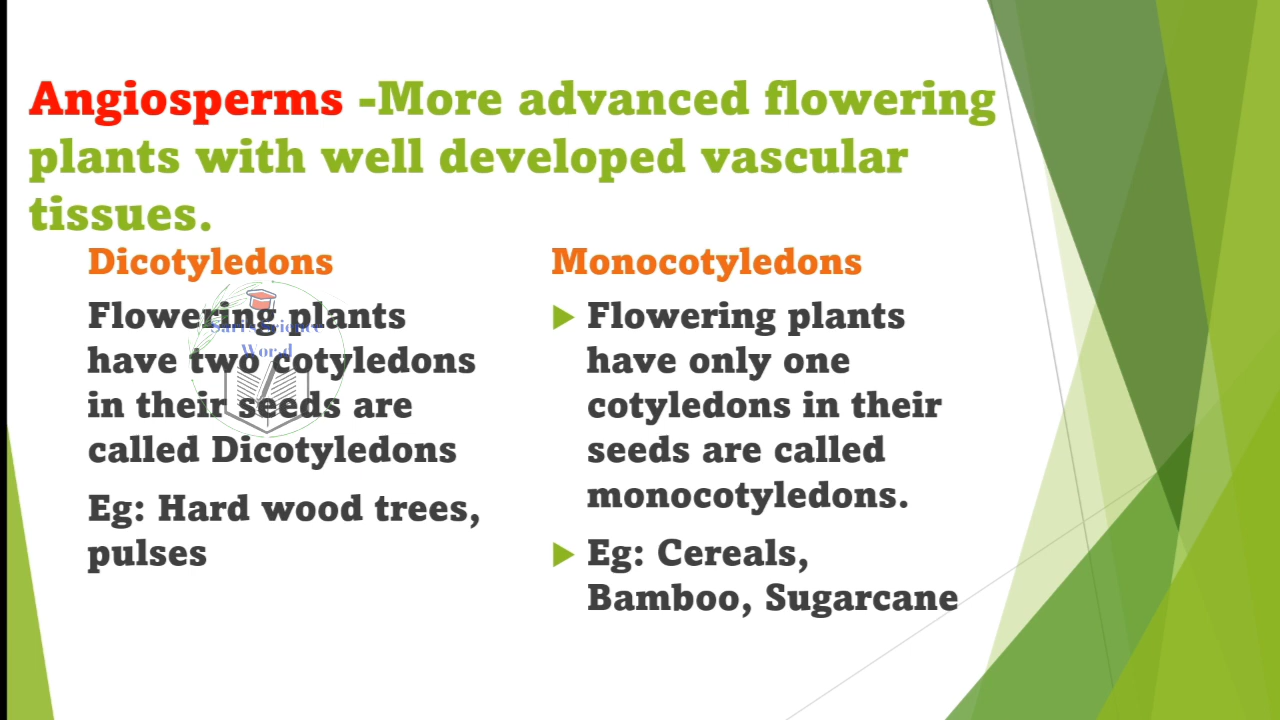 Angiosperms -More advanced flowering
plants with well developed vascular
tissues.
Dicotyledons
Flowering plants
have two cotyledons
in their seeds are
called Dicotyledons
Eg: Hard wood trees,
pulses
Monocotyledons
Flowering plants
have only one
cotyledons in their
seeds are called
monocotyledons.
Eg: Cereals,
Bamboo, Sugarcane